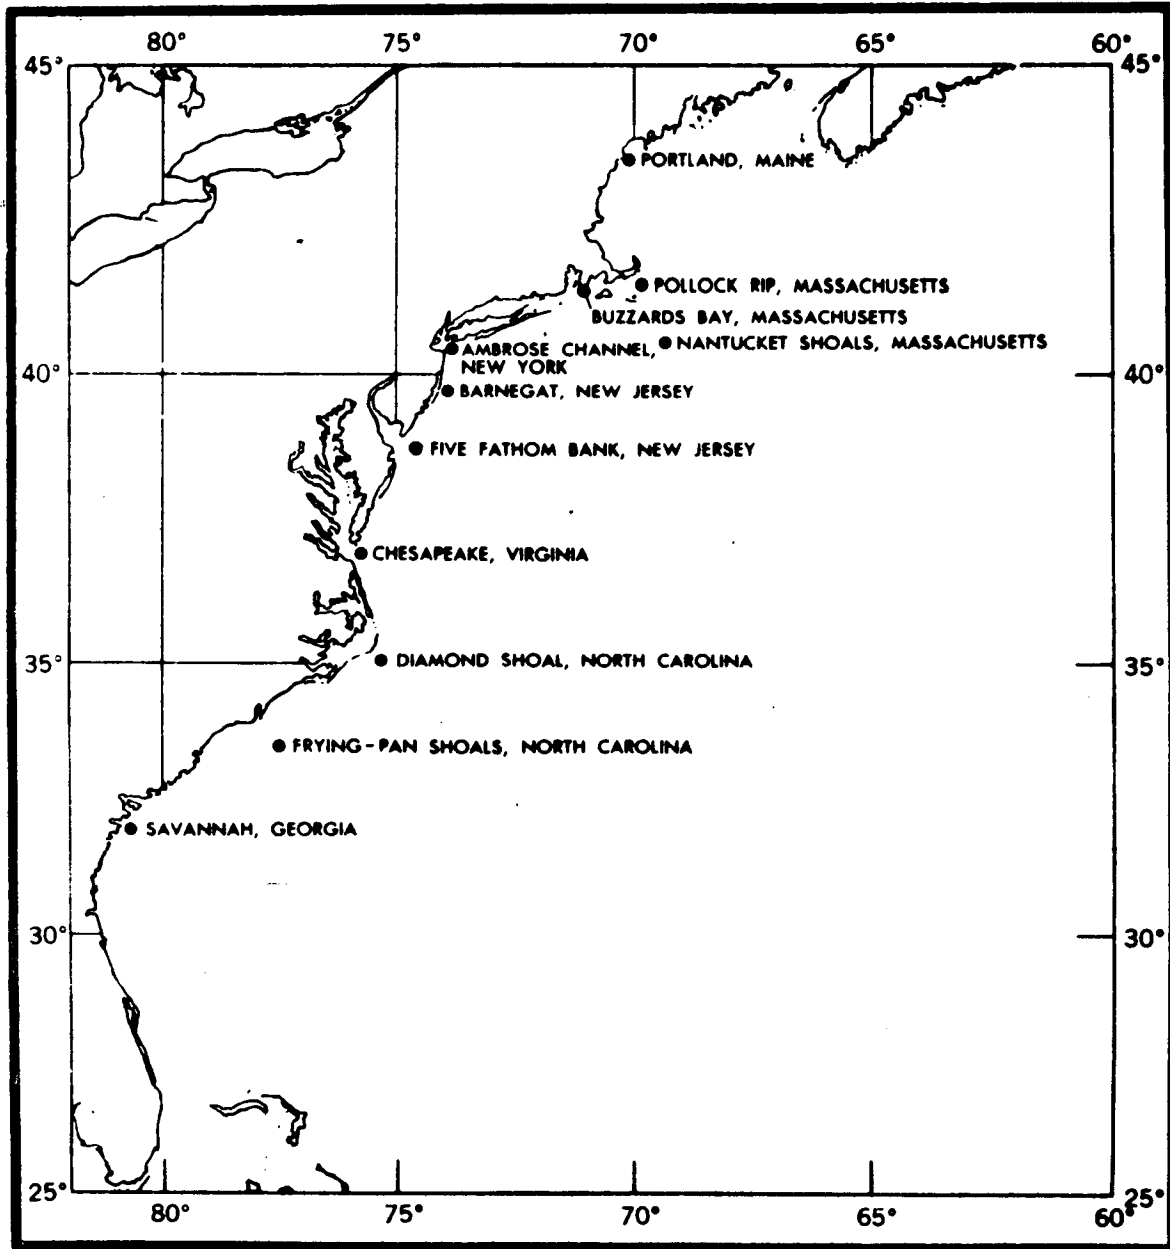 80° 75° 70° 65° 60°
45° 45°
PORTLAND, MAINE
POLLOCK RIP, MASSACHUSETTS
BUZZARDS BAY, MASSACHUSETTS
NANTUCKET SHOALS, MASSACHUSETTS
AMBROSE CHANNEL,
NEW YORK
40° 40°
BARNEGAT, NEW JERSEY
FIVE FATHOM BANK, NEW JERSEY
CHESAPEAKE, VIRGINIA
35° 35°
DIAMOND SHOAL, NORTH CAROLINA
FRYING-PAN SHOALS, NORTH CAROLINA
SAVANNAH, GEORGIA
30° 30°
25° 25°
80° 75° 70° 65° 60°